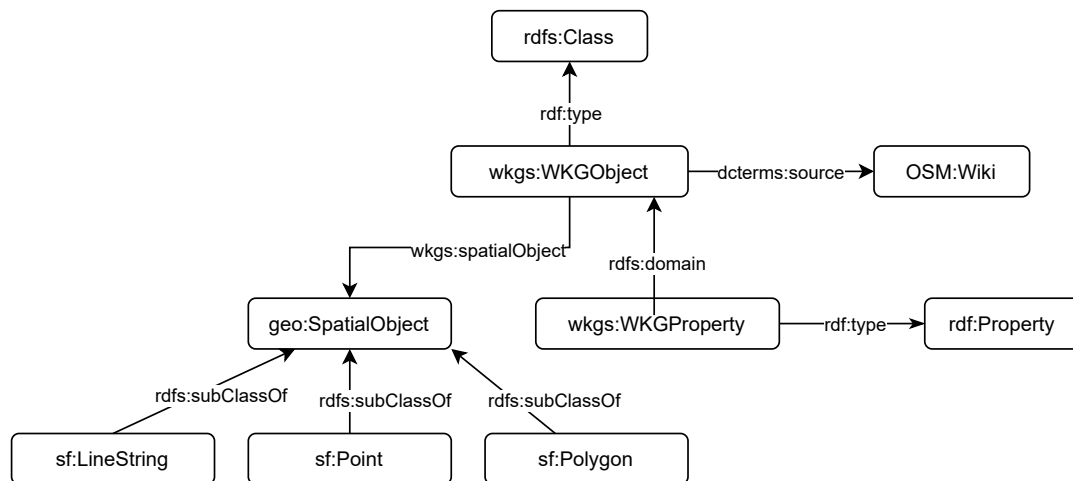 rdfs:Class
rdf:type
wkgs:WKGObject
dcterms:source
OSM:Wiki
wkgs:spatialObject
rdfs:domain
geo:SpatialObject
wkgs:WKGProperty
rdf:type
rdf:Property
rdfs:subClassOf
rdfs:subClassOf
rdfs:subClassOf
sf:LineString
sf:Point
sf:Polygon